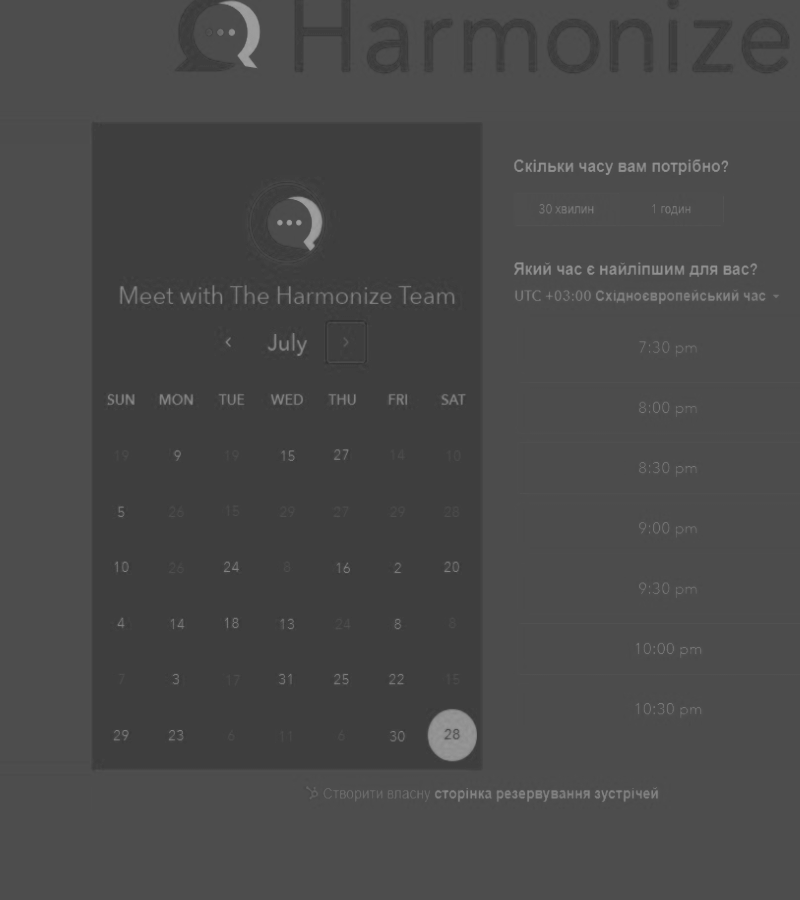 Harmonize
Meet with The Harmonize Team
July
SUN MON TUE WED THU FRI SAT
19 9 19 15 27 14 10
5 26 15 29 27 29 28
10 26 24 8 16 2 20
4 14 18 13 24 8 8
7 3 17 31 25 22 15
29 23 6 11 6 30 28
Скільки часу вам потрібно?
30 хвилин 1 годин
Який час є найліпшим для вас?
UTC +03:00 Східноєвропейський час
7:30 pm
8:00 pm
8:30 pm
9:00 pm
9:30 pm
10:00 pm
10:30 pm
Створити власну сторінка резервування зустрічей